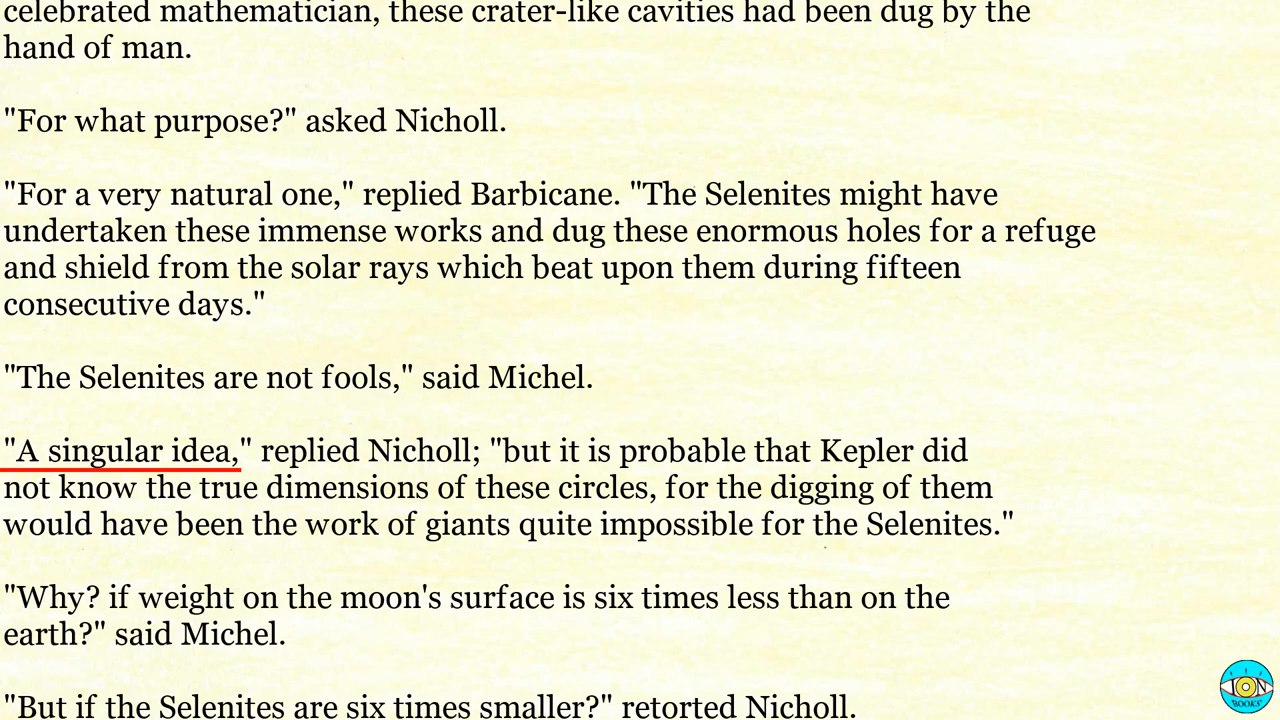 celebrated mathematician, these crater-like cavities had been dug by the
hand of man.
"For what purpose?" asked Nicholl.
"For a very natural one," replied Barbicane. "The Selenites might have
undertaken these immense works and dug these enormous holes for a refuge
and shield from the solar rays which beat upon them during fifteen
consecutive days."
"The Selenites are not fools," said Michel.
"A singular idea," replied Nicholl; "but it is probable that Kepler did
not know the true dimensions of these circles, for the digging of them
would have been the work of giants quite impossible for the Selenites."
"Why? if weight on the moon's surface is six times less than on the
earth?" said Michel.
"But if the Selenites are six times smaller?" retorted Nicholl.
ION
BOOKS